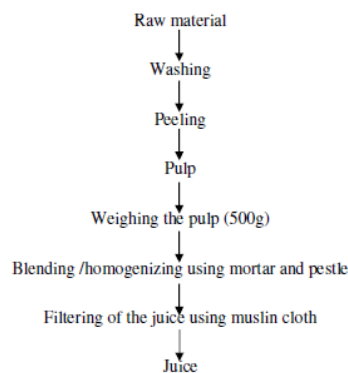 Raw material
Washing
Peeling
Pulp
Weighing the pulp (500g)
Blending /homogenizing using mortar and pestle
Filtering of the juice using muslin cloth
Juice